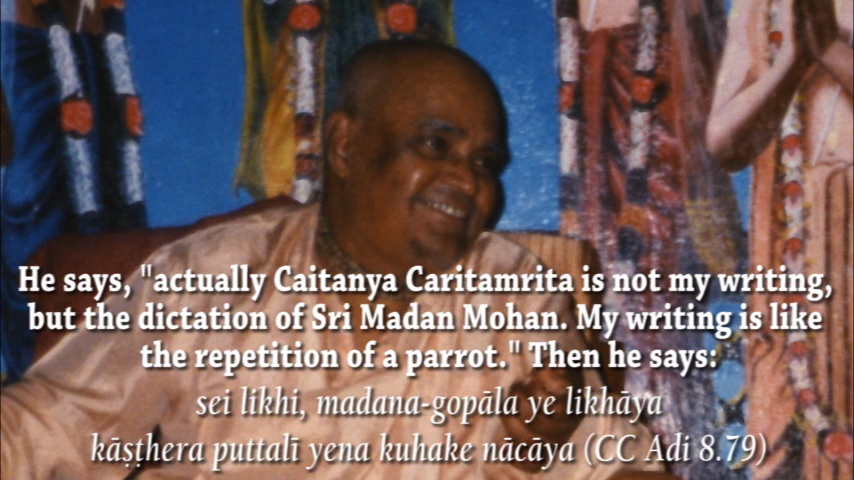 He says, "actually Caitanya Caritamrita is not my writing,
but the dictation of Sri Madan Mohan. My writing is like
the repetition of a parrot." Then he says:
sei likhi, madana-gopāla ye likhāya
kāṣṭhera puttalī yena kuhake nācāya (CC Adi 8.79)